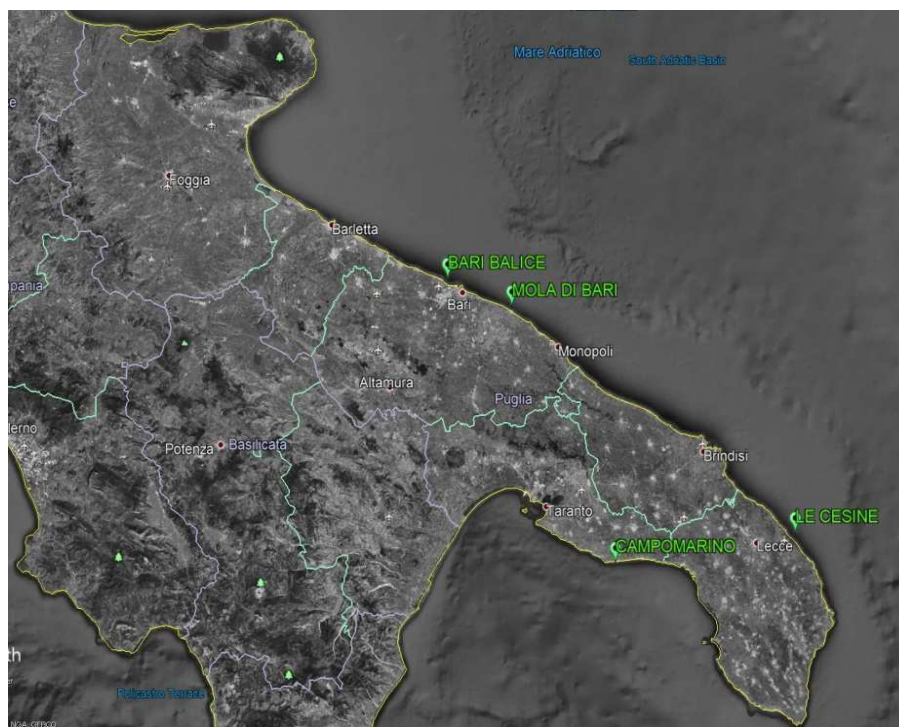 Mare Adriatico
South Adriatic Basin
Foggia
Barletta
BARI BALICE
Bari
MOLA DI BARI
Monopoli
Altamura
Puglia
Potenza
Basilicata
Brindisi
Taranto
LE CESINE
CAMPOMARINO
Lecce